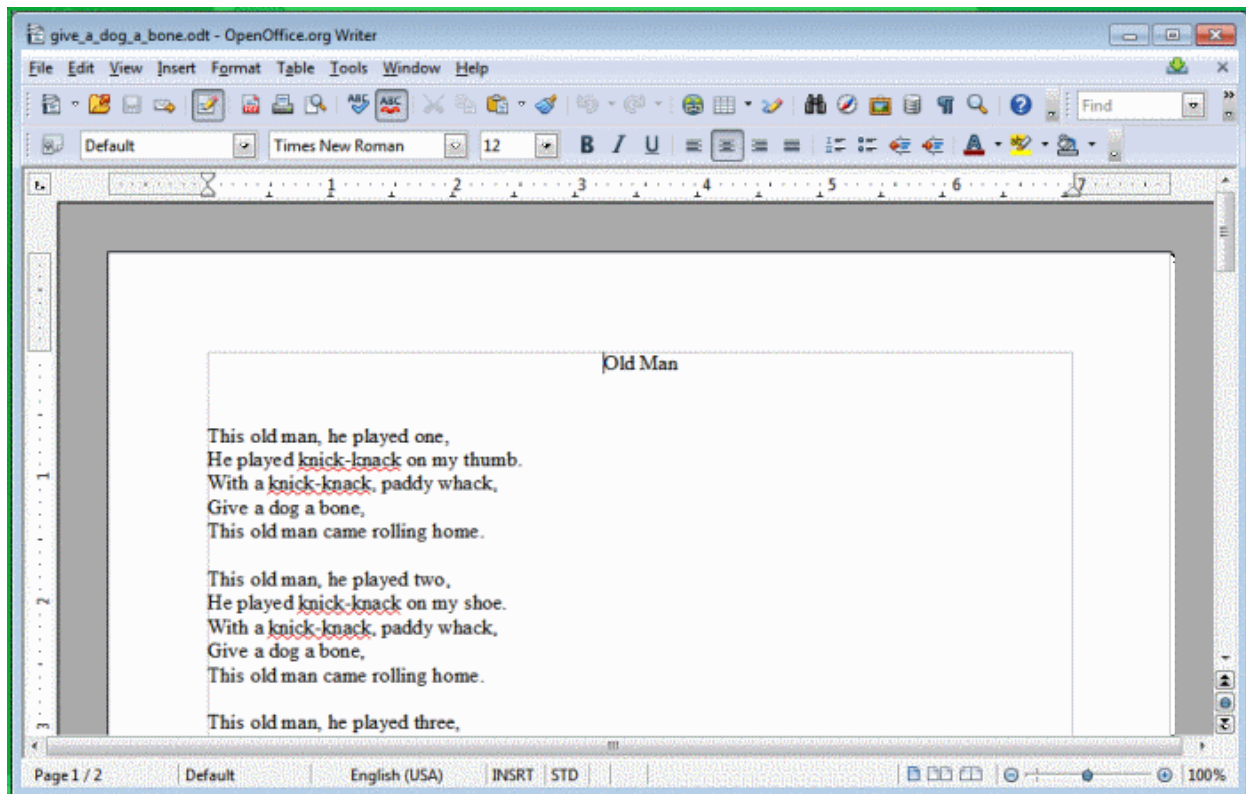 give_a_dog_a_bone.odt - OpenOffice.org Writer
File Edit View Insert Format Table Tools Window Help
ABC ABC Find
Default Times New Roman 12 B I U A
1 2 3 4 5 6 7
Old Man
This old man, he played one,
He played knick-knack on my thumb.
With a knick-knack, paddy whack,
Give a dog a bone,
This old man came rolling home.
This old man, he played two,
He played knick-knack on my shoe.
With a knick-knack, paddy whack,
Give a dog a bone,
This old man came rolling home.
This old man, he played three,
1
2
3
Page 1 / 2 Default English (USA) INSRT STD 100%